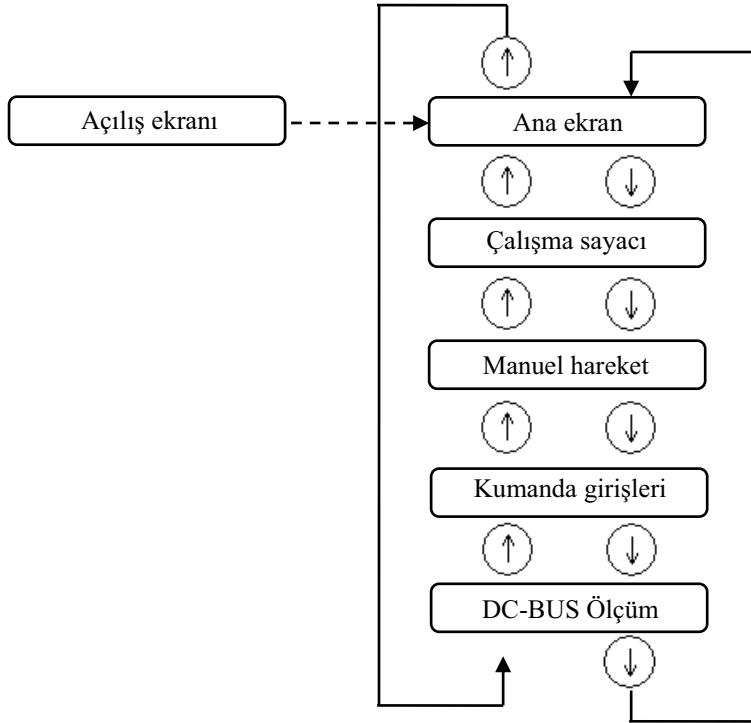 Açılış ekranı
Ana ekran
Çalışma sayacı
Manuel hareket
Kumanda girişleri
DC-BUS Ölçüm